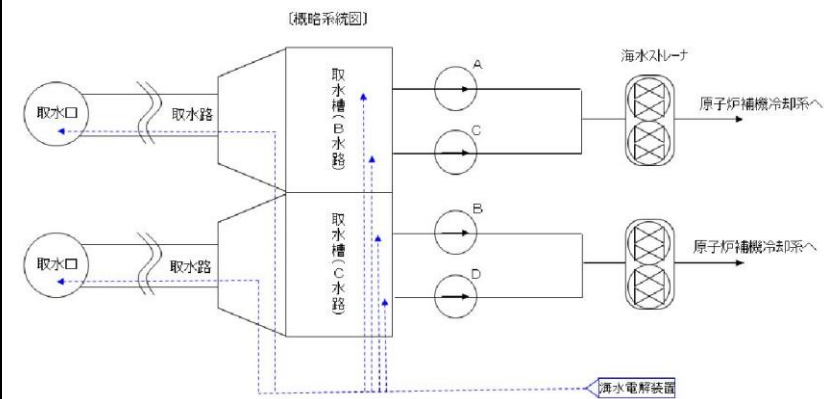 〔概略系統図〕
海水ストレーナ
A
取水口
取水路
取水槽(B水路)
原子炉補機冷却系へ
C
B
取水口
取水路
取水槽(C水路)
原子炉補機冷却系へ
D
海水電解装置